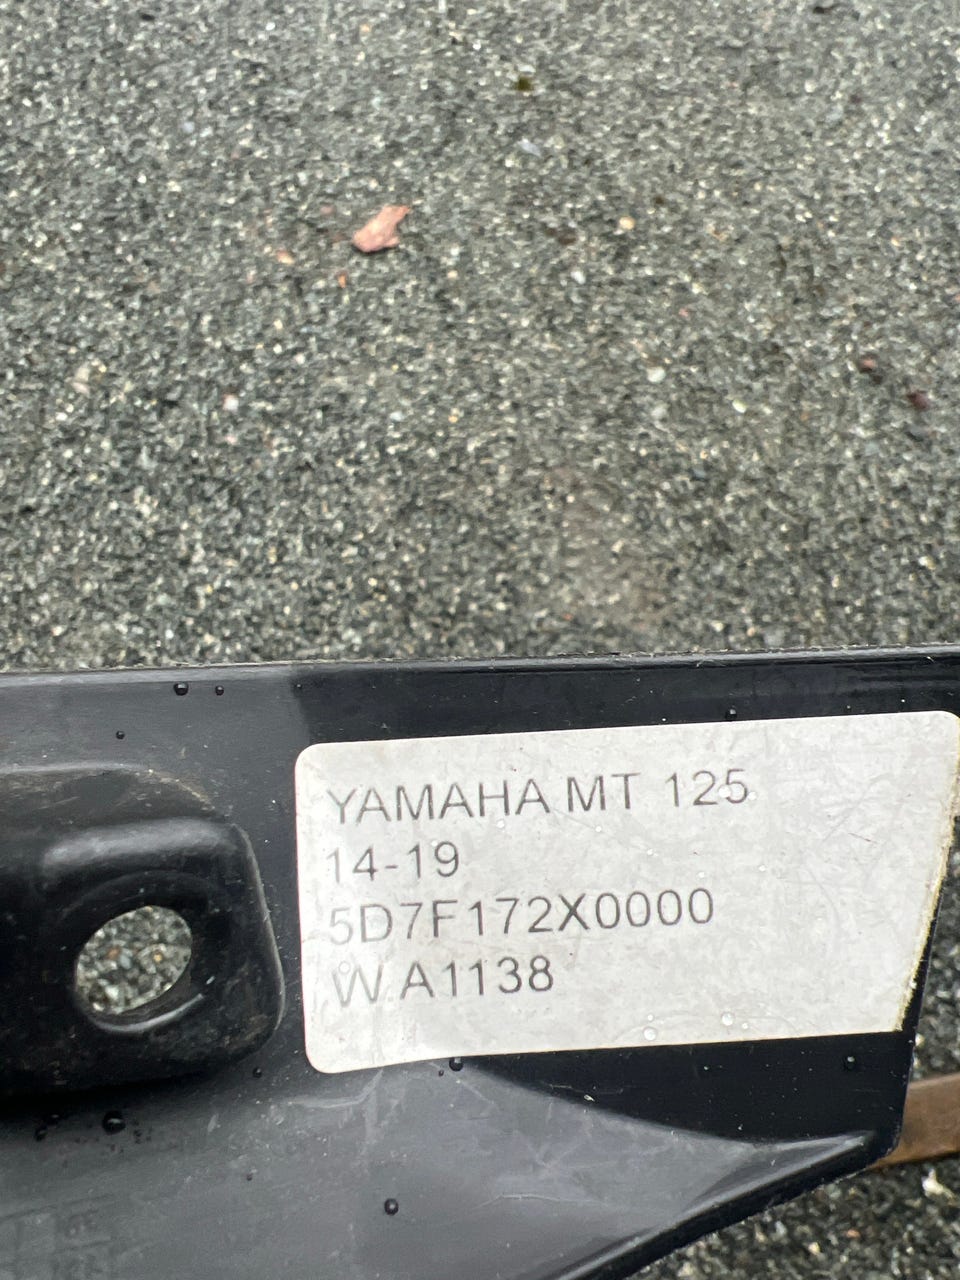 YAMAHA MT 125
14-19
5D7F172X0000
W A1138